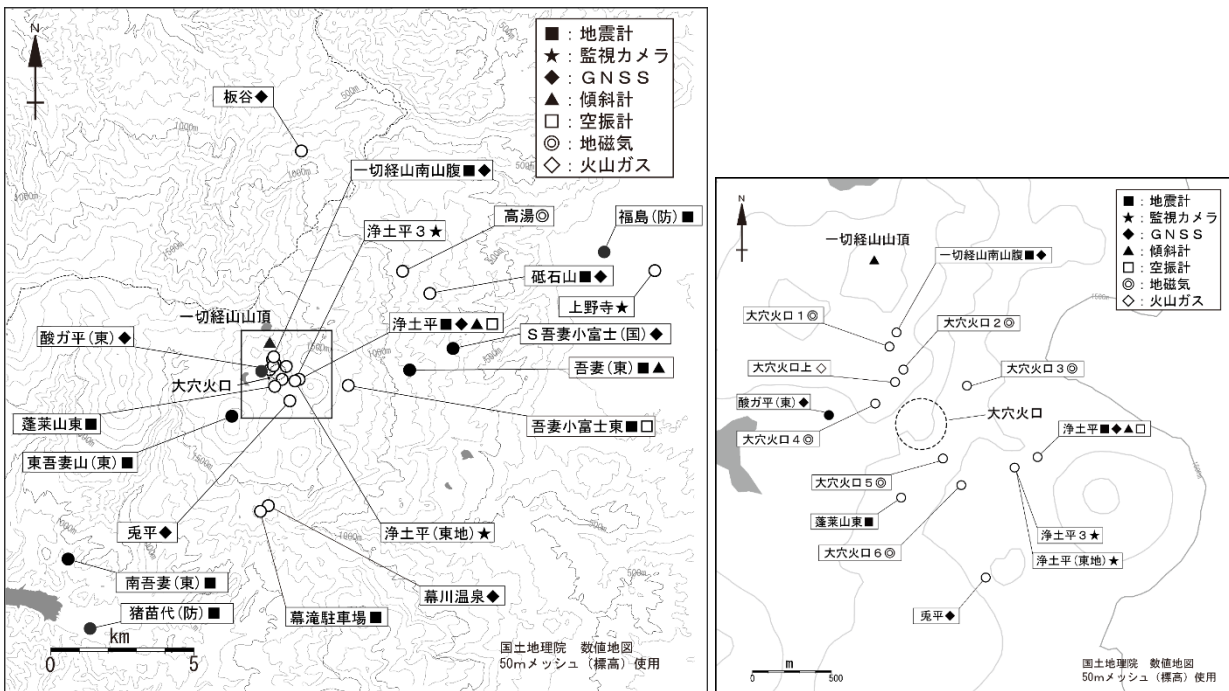 N
■：地震計
★：監視カメラ
◆：ＧＮＳＳ
▲：傾斜計
□：空振計
◎：地磁気
◇：火山ガス
板谷◆
一切経山南山腹■◆
高湯◎
福島(防)■
浄土平３★
砥石山■◆
上野寺★
一切経山山頂
浄土平■◆▲□
酸ガ平(東)◆
Ｓ吾妻小富士(国)◆
大穴火口
吾妻(東)■▲
蓬莱山東■
吾妻小富士東■□
東吾妻山(東)■
兎平◆
浄土平(東地)★
南吾妻(東)■
幕川温泉◆
猪苗代(防)■
幕滝駐車場■
km
0 5
国土地理院　数値地図
50ｍメッシュ（標高）使用
500m
1000m
1500m
N
■：地震計
★：監視カメラ
◆：ＧＮＳＳ
▲：傾斜計
□：空振計
◎：地磁気
◇：火山ガス
一切経山山頂
一切経山南山腹■◆
大穴火口１◎
大穴火口２◎
大穴火口上◇
大穴火口３◎
酸ガ平(東)◆
大穴火口
大穴火口４◎
浄土平■◆▲□
大穴火口５◎
蓬莱山東■
浄土平３★
大穴火口６◎
浄土平(東地)★
兎平◆
m
0 500
国土地理院　数値地図
50ｍメッシュ（標高）使用